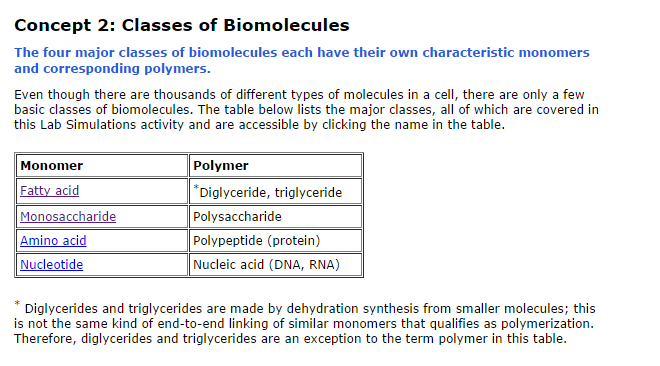 Concept 2: Classes of Biomolecules
The four major classes of biomolecules each have their own characteristic monomers
and corresponding polymers.
Even though there are thousands of different types of molecules in a cell, there are only a few
basic classes of biomolecules. The table below lists the major classes, all of which are covered in
this Lab Simulations activity and are accessible by clicking the name in the table.
Monomer Polymer
Fatty acid *Diglyceride, triglyceride
Monosaccharide Polysaccharide
Amino acid Polypeptide (protein)
Nucleotide Nucleic acid (DNA, RNA)
* Diglycerides and triglycerides are made by dehydration synthesis from smaller molecules; this
is not the same kind of end-to-end linking of similar monomers that qualifies as polymerization.
Therefore, diglycerides and triglycerides are an exception to the term polymer in this table.